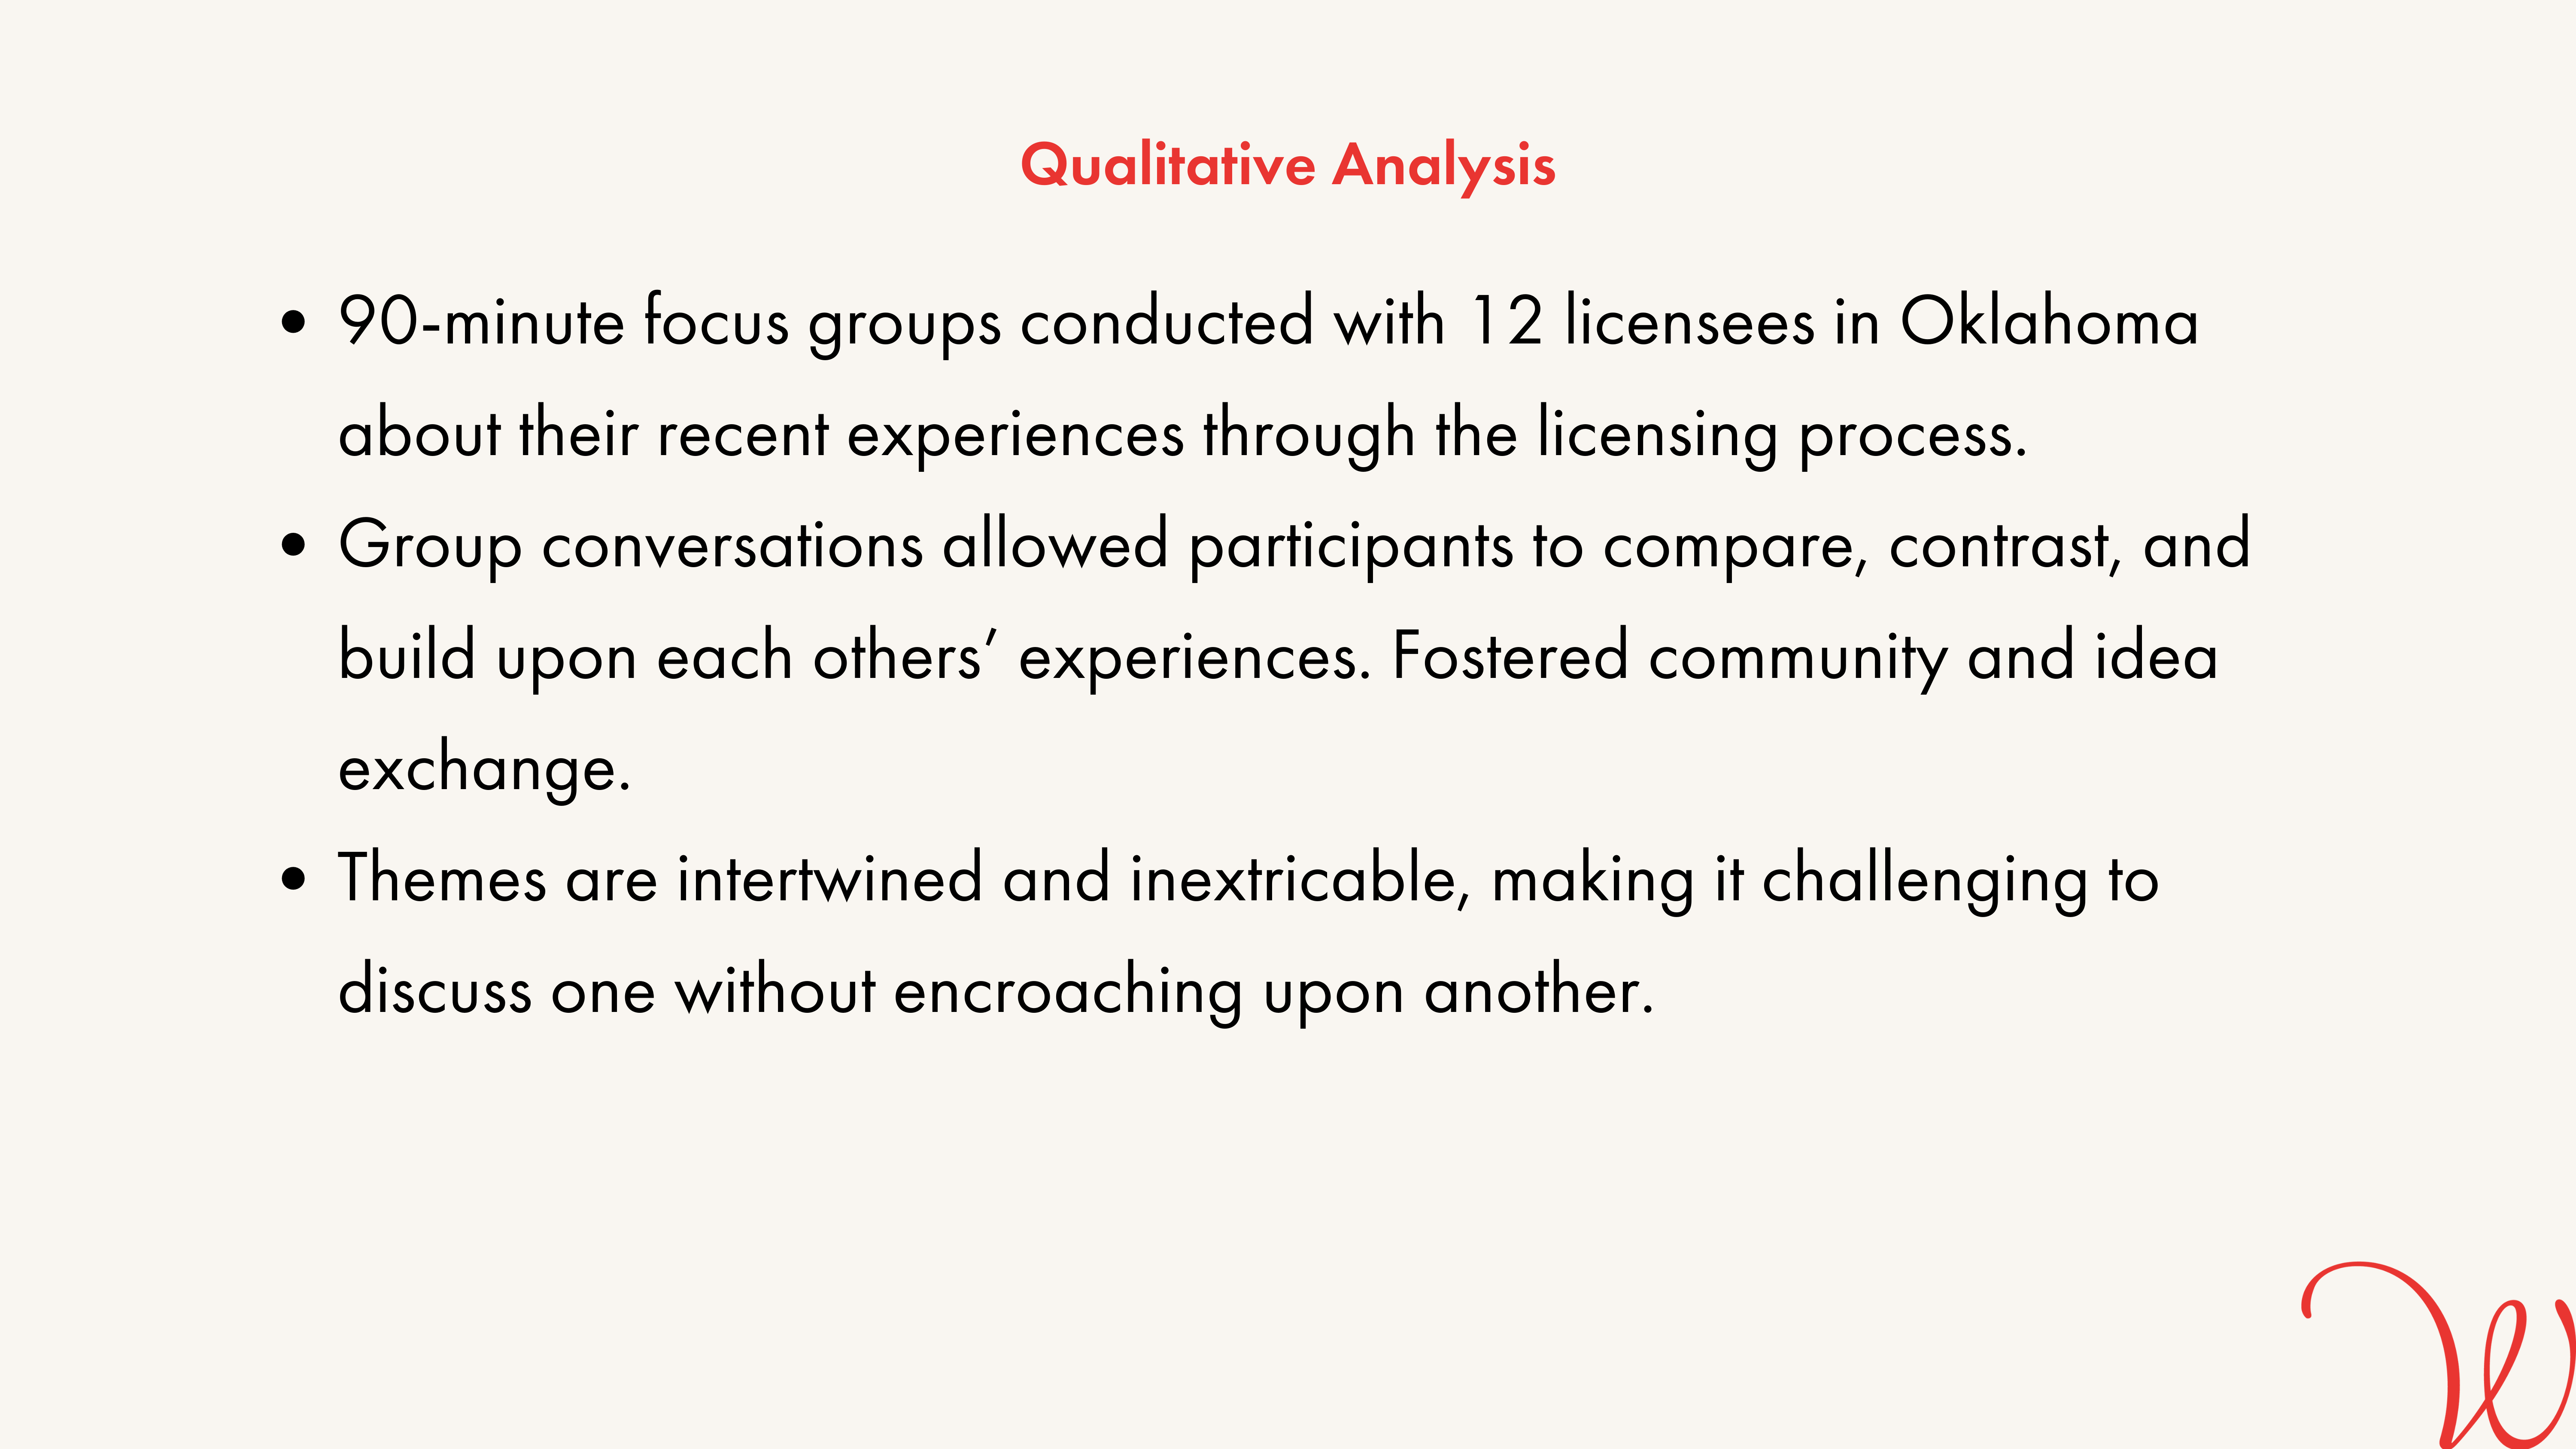 Qualitative Analysis
• 90-minute focus groups conducted with 12 licensees in Oklahoma
about their recent experiences through the licensing process.
• Group conversations allowed participants to compare, contrast, and
build upon each others’ experiences. Fostered community and idea
exchange.
• Themes are intertwined and inextricable, making it challenging to
discuss one without encroaching upon another.
W